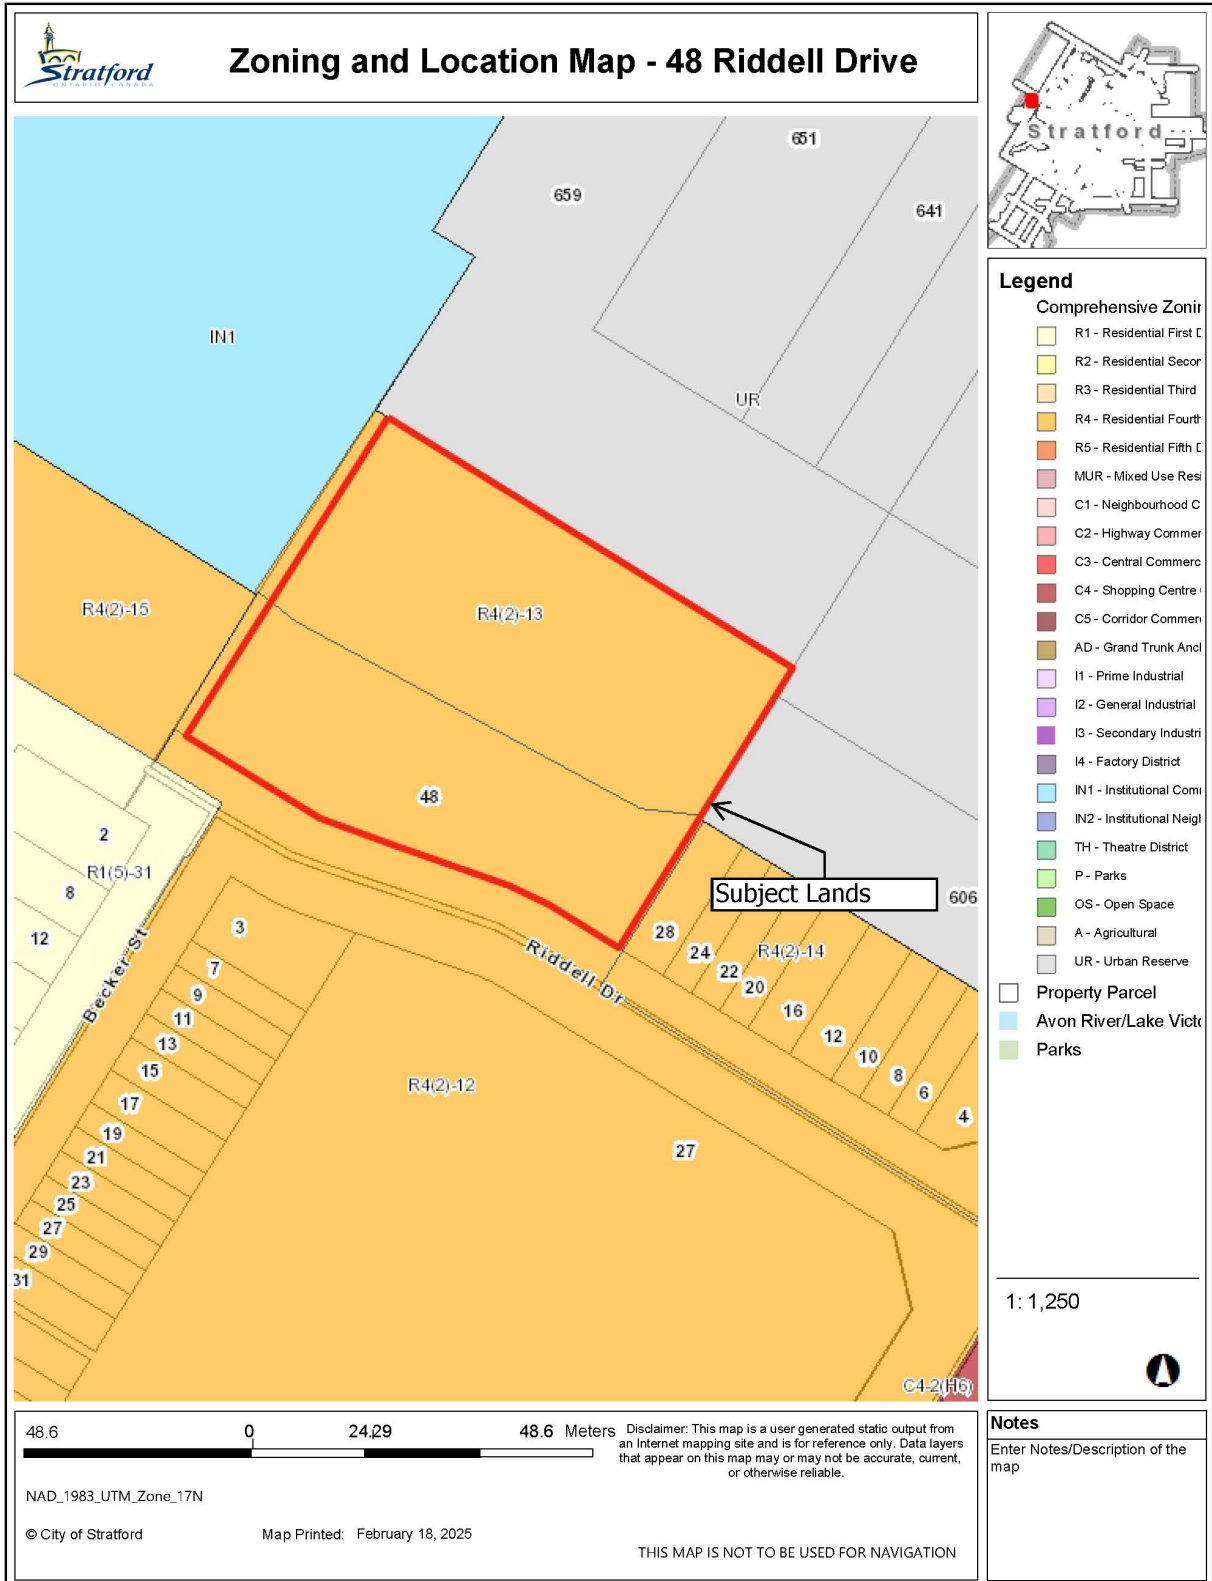 Stratford
ONTARIO CANADA
Zoning and Location Map - 48 Riddell Drive
Stratford
651
659
641
IN1
UR
R4(2)-15
R4(2)-13
48
2
R1(5)-31
8
12
Becker St
Subject Lands
606
28
24
R4(2)-14
22
20
16
12
10
8
6
4
Riddell Dr
3
7
9
11
13
15
17
19
21
23
25
27
29
31
R4(2)-12
27
C4-2(H6)
Legend
Comprehensive Zonin
R1 - Residential First D
R2 - Residential Secon
R3 - Residential Third
R4 - Residential Fourth
R5 - Residential Fifth D
MUR - Mixed Use Resi
C1 - Neighbourhood C
C2 - Highway Commer
C3 - Central Commerc
C4 - Shopping Centre
C5 - Corridor Commer
AD - Grand Trunk Anc
I1 - Prime Industrial
I2 - General Industrial
I3 - Secondary Industri
I4 - Factory District
IN1 - Institutional Com
IN2 - Institutional Neigh
TH - Theatre District
P - Parks
OS - Open Space
A - Agricultural
UR - Urban Reserve
Property Parcel
Avon River/Lake Victo
Parks
1: 1,250
48.6 0 24.29 48.6 Meters
NAD_1983_UTM_Zone_17N
© City of Stratford
Map Printed: February 18, 2025
Disclaimer: This map is a user generated static output from
an Internet mapping site and is for reference only. Data layers
that appear on this map may or may not be accurate, current,
or otherwise reliable.
THIS MAP IS NOT TO BE USED FOR NAVIGATION
Notes
Enter Notes/Description of the
map